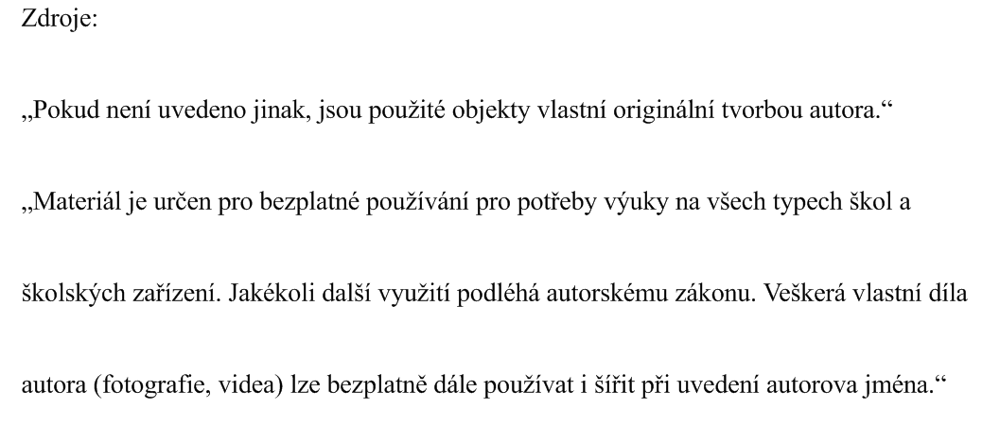 Zdroje:
„Pokud není uvedeno jinak, jsou použité objekty vlastní originální tvorbou autora.“
„Materiál je určen pro bezplatné používání pro potřeby výuky na všech typech škol a
školských zařízení. Jakékoli další využití podléhá autorskému zákonu. Veškerá vlastní díla
autora (fotografie, videa) lze bezplatně dále používat i šířit při uvedení autorova jména.“